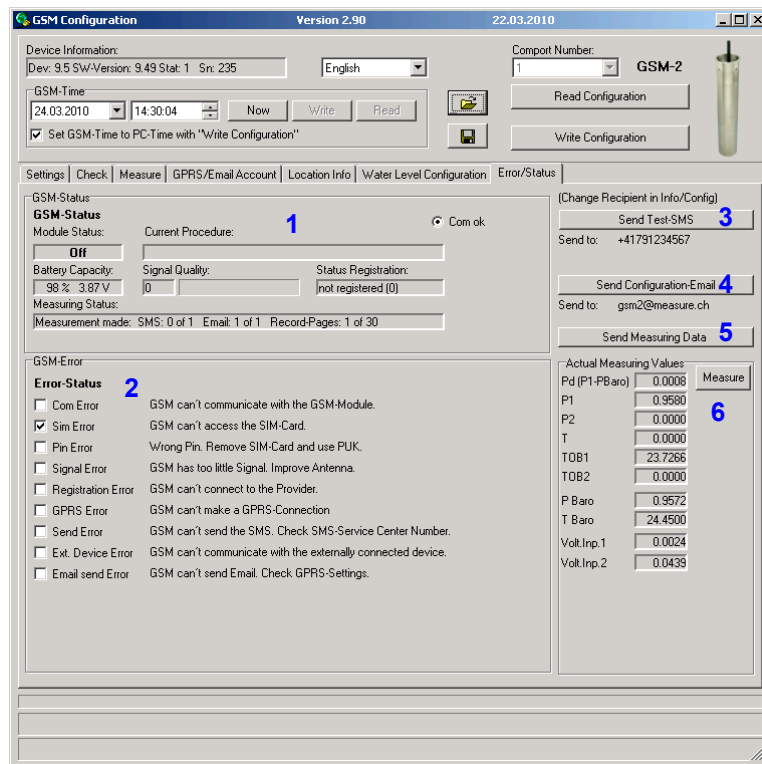 GSM Configuration Version 2.90 22.03.2010
Device Information:
Dev: 9.5 SW-Version: 9.49 Stat: 1 Sn: 235
English
Comport Number:
1
GSM-2
GSM-Time
24.03.2010 14:30:04 Now Write Read
Set GSM-Time to PC-Time with "Write Configuration"
Read Configuration
Write Configuration
Settings Check Measure GPRS/Email Account Location Info Water Level Configuration Error/Status
GSM-Status
GSM-Status
1
Com ok
Module Status: Current Procedure:
Off
Battery Capacity: Signal Quality: Status Registration:
98 % 3.87 V 0 not registered (0)
Measuring Status:
Measurement made: SMS: 0 of 1 Email: 1 of 1 Record-Pages: 1 of 30
(Change Recipient in Info/Config)
Send Test-SMS 3
Send to: +41791234567
Send Configuration-Email 4
Send to: gsm2@measure.ch
Send Measuring Data 5
GSM-Error
Error-Status 2
Com Error GSM can´t communicate with the GSM-Module.
Sim Error GSM can´t access the SIM-Card.
Pin Error Wrong Pin. Remove SIM-Card and use PUK.
Signal Error GSM has too little Signal. Improve Antenna.
Registration Error GSM can´t connect to the Provider.
GPRS Error GSM can´t make a GPRS-Connection
Send Error GSM can´t send the SMS. Check SMS-Service Center Number.
Ext. Device Error GSM can´t communicate with the externally connected device.
Email send Error GSM can´t send Email. Check GPRS-Settings.
Actual Measuring Values
Pd (P1-PBaro) 0.0008 Measure
P1 0.9580
6
P2 0.0000
T 0.0000
TOB1 23.7266
TOB2 0.0000
P Baro 0.9572
T Baro 24.4500
Volt.Inp.1 0.0024
Volt.Inp.2 0.0439